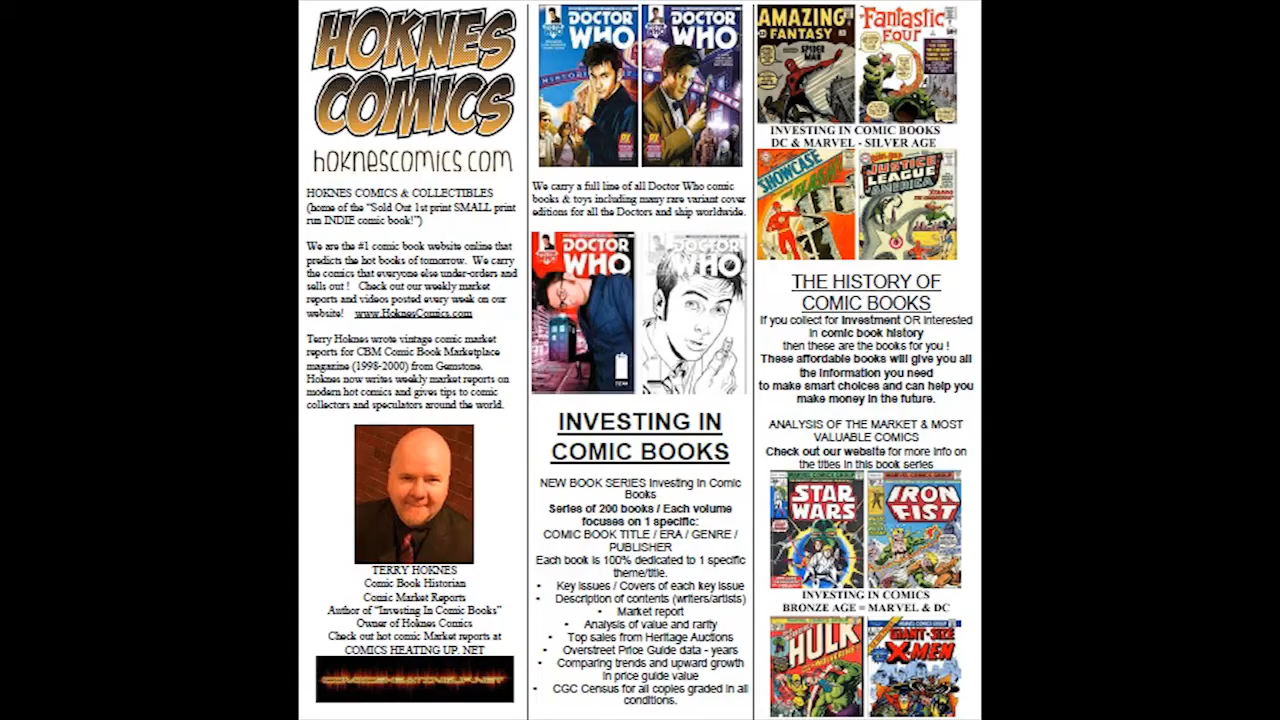 HOKNES
COMICS
hoknescomics.com
HOKNES COMICS & COLLECTIBLES
(home of the “Sold Out 1st print SMALL print
run INDIE comic book!”)
We are the #1 comic book website online that
predicts the hot books of tomorrow. We carry
the comics that everyone else under-orders and
sells out ! Check out our weekly market
reports and videos posted every week on our
website! www.HoknesComics.com
Terry Hoknes wrote vintage comic market
reports for CBM Comic Book Marketplace
magazine (1998-2000) from Gemstone.
Hoknes now writes weekly market reports on
modern hot comics and gives tips to comic
collectors and speculators around the world.
TERRY HOKNES
Comic Book Historian
Comic Market Reports
Author of “Investing In Comic Books”
Owner of Hoknes Comics
Check out hot comic Market reports at
COMICS HEATING UP. NET
COMICSHEATINGUP.NET
DOCTOR
WHO
DOCTOR
WHO
We carry a full line of all Doctor Who comic
books & toys including many rare variant cover
editions for all the Doctors and ship worldwide.
DOCTOR
WHO
DOCTOR
WHO
INVESTING IN
COMIC BOOKS
NEW BOOK SERIES Investing In Comic
Books
Series of 200 books / Each volume
focuses on 1 specific:
COMIC BOOK TITLE / ERA / GENRE /
PUBLISHER
Each book is 100% dedicated to 1 specific
theme/title.
• Key Issues / Covers of each key issue
• Description of contents (writers/artists)
• Market report
• Analysis of value and rarity
• Top sales from Heritage Auctions
• Overstreet Price Guide data - years
• Comparing trends and upward growth
in price guide value
• CGC Census for all copies graded in all
conditions.
AMAZING
FANTASY
SPIDER
MAN
Fantastic
Four
INVESTING IN COMIC BOOKS
DC & MARVEL - SILVER AGE
SHOWCASE
FLASH
JUSTICE
LEAGUE
AMERICA
THE HISTORY OF
COMIC BOOKS
If you collect for investment OR interested
in comic book history
then these are the books for you !
These affordable books will give you all
the information you need
to make smart choices and can help you
make money in the future.
ANALYSIS OF THE MARKET & MOST
VALUABLE COMICS
Check out our website for more info on
the titles in this book series
STAR
WARS
IRON
FIST
INVESTING IN COMICS
BRONZE AGE = MARVEL & DC
HULK
GIANT-SIZE
X-MEN